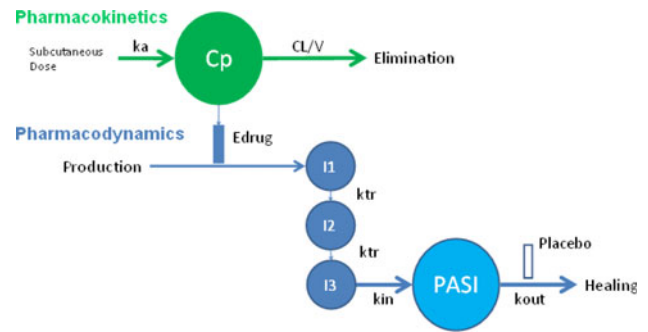 Pharmacokinetics
Subcutaneous
Dose
ka
Cp
CL/V
Elimination
Pharmacodynamics
Edrug
Production
I1
ktr
I2
ktr
I3
kin
PASI
Placebo
kout
Healing